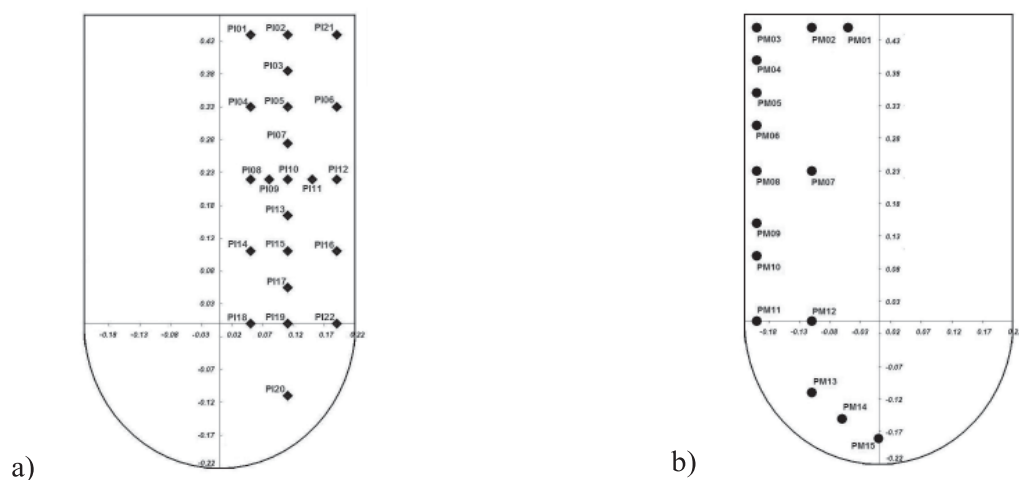 PI01 PI02 PI21
0.43
PI03
0.38
PI04 PI05 PI06
0.33
PI07
0.28
PI08 PI10 PI12
0.23
PI09 PI11
0.18
PI13
PI14 PI15 PI16
0.13
0.08
PI17
0.03
PI18 PI19 PI22
-0.18 -0.13 -0.08 -0.03 0.02 0.07 0.12 0.17 0.22
-0.07
PI20
-0.12
-0.17
-0.22
a)
PM03 PM02 PM01
0.43
PM04
0.38
PM05
0.33
PM06
0.28
PM08 PM07
0.23
0.18
PM09
0.13
PM10
0.08
0.03
PM11 PM12
-0.18 -0.13 -0.08 -0.03 0.02 0.07 0.12 0.17
-0.07
PM13
-0.12
PM14
-0.17
PM15
-0.22
b)